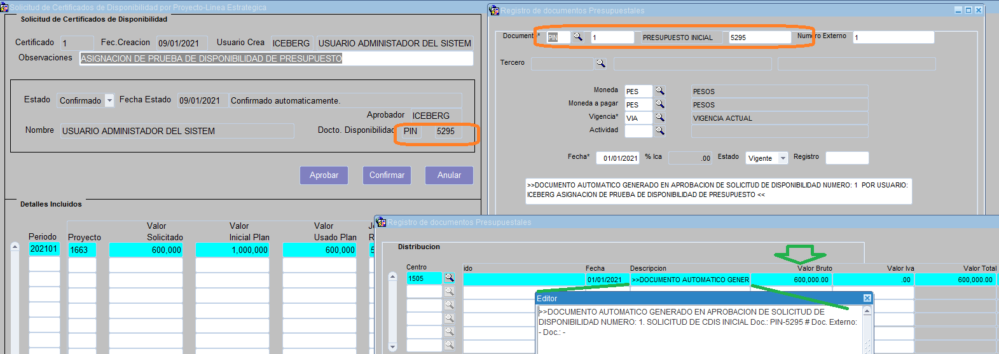 Solicitud de Certificados de Disponibilidad por Proyecto-Linea Estrategica
Solicitud de Certificados de Disponibilidad
Certificado 1 Fec.Creacion 09/01/2021 Usuario Crea ICEBERG USUARIO ADMINISTADOR DEL SISTEM
Observaciones ASIGNACION DE PRUEBA DE DISPONIBILIDAD DE PRESUPUESTO
Estado Confirmado Fecha Estado 09/01/2021 Confirmado automaticamente.
Aprobador ICEBERG
Nombre USUARIO ADMINISTADOR DEL SISTEM Docto. Disponibilidad PIN 5295
Aprobar Confirmar Anular
Detalles Incluidos
Periodo Proyecto Valor Solicitado Valor Inicial Plan Valor Usado Plan
202101 1663 600,000 1,000,000 600,000 5
Registro de documentos Presupuestales
Document * PIN 1 PRESUPUESTO INICIAL 5295 Numero Externo 1
Tercero
Moneda PES PESOS
Moneda a pagar PES PESOS
Vigencia* VIA VIGENCIA ACTUAL
Actividad
Fecha* 01/01/2021 % Ica .00 Estado Vigente Registro
>>DOCUMENTO AUTOMATICO GENERADO EN APROBACION DE SOLICITUD DE DISPONIBILIDAD NUMERO: 1 POR USUARIO:
ICEBERG ASIGNACION DE PRUEBA DE DISPONIBILIDAD DE PRESUPUESTO <<
Registro de documentos Presupuestales
Distribucion
Centro ido Fecha Descripcion Valor Bruto Valor Iva Valor Total
1505 01/01/2021 >>DOCUMENTO AUTOMATICO GENER 600,000.00 .00 600,000.00
Editor
>>DOCUMENTO AUTOMATICO GENERADO EN APROBACION DE SOLICITUD DE
DISPONIBILIDAD NUMERO: 1. SOLICITUD DE CDIS INICIAL Doc.: PIN-5295 # Doc. Externo:
- Doc.: -